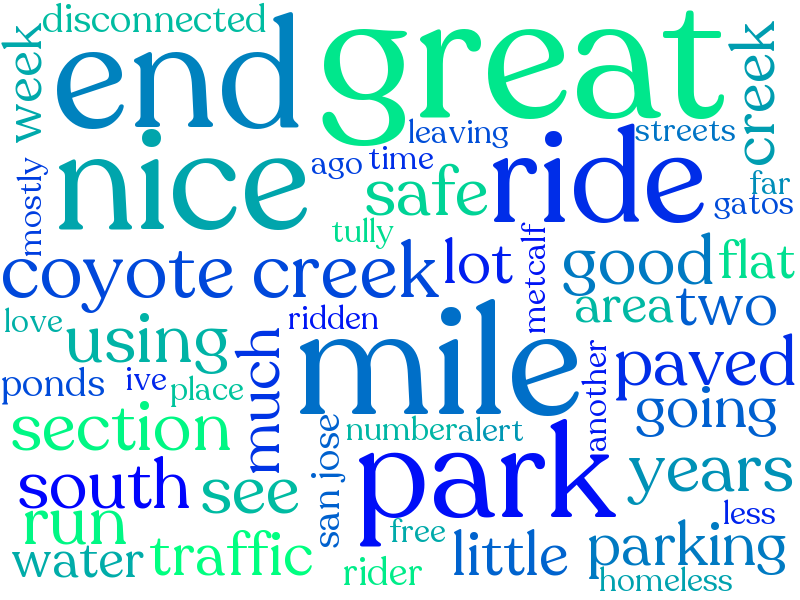 disconnected
week
end
great
creek
leaving
streets
nice
ago
time
ride
mostly
safe
far
gatos
tully
metcalf
coyote creek
lot
good
flat
love
using
ridden
area
two
much
mile
another
paved
ponds
ive
place
going
section
san jose
number
alert
south
see
park
years
run
free
less
water
traffic
rider
little
parking
homeless